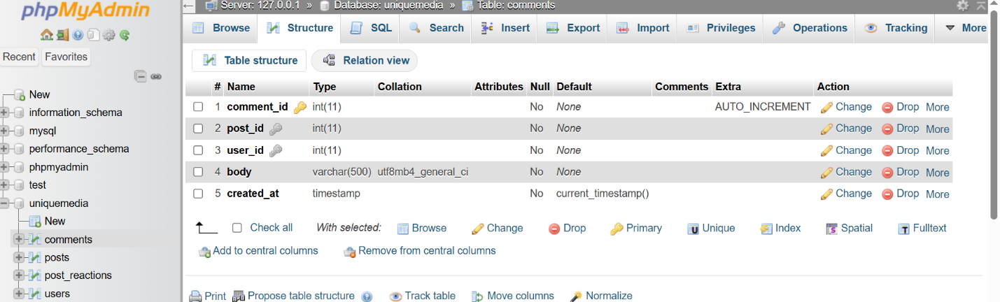 phpMyAdmin
Recent Favorites
New
information_schema
mysql
performance_schema
phpmyadmin
test
uniquemedia
New
comments
posts
post_reactions
users
Server: 127.0.0.1 » Database: uniquemedia » Table: comments
Browse Structure SQL Search Insert Export Import Privileges Operations Tracking More
Table structure Relation view
# Name Type Collation Attributes Null Default Comments Extra Action
1 comment_id int(11) No None AUTO_INCREMENT Change Drop More
2 post_id int(11) No None Change Drop More
3 user_id int(11) No None Change Drop More
4 body varchar(500) utf8mb4_general_ci No None Change Drop More
5 created_at timestamp No current_timestamp() Change Drop More
Check all With selected: Browse Change Drop Primary Unique Index Spatial Fulltext
Add to central columns Remove from central columns
Print Propose table structure Track table Move columns Normalize